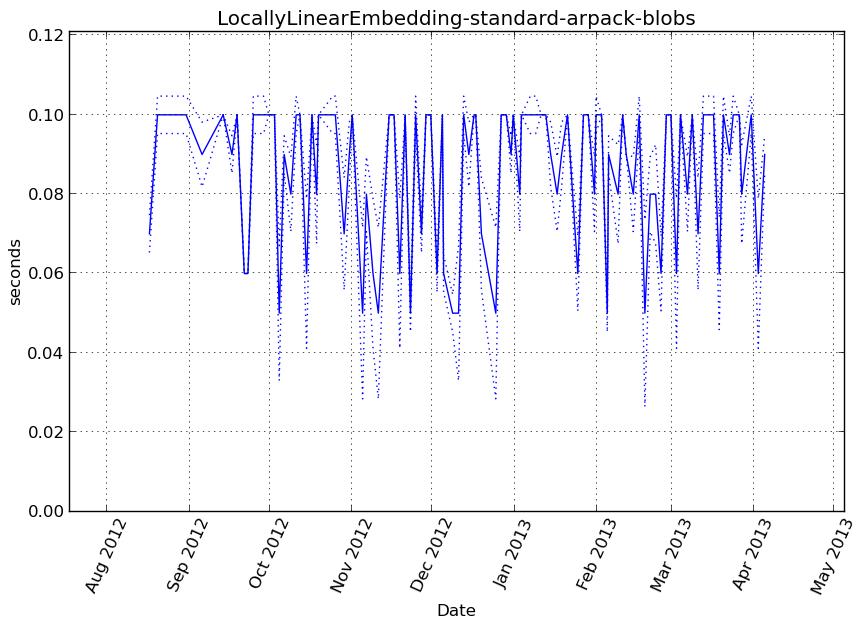 LocallyLinearEmbedding-standard-arpack-blobs
0.12
0.10
0.08
0.06
0.04
0.02
0.00
seconds
Aug 2012
Sep 2012
Oct 2012
Nov 2012
Dec 2012
Jan 2013
Feb 2013
Mar 2013
Apr 2013
May 2013
Date